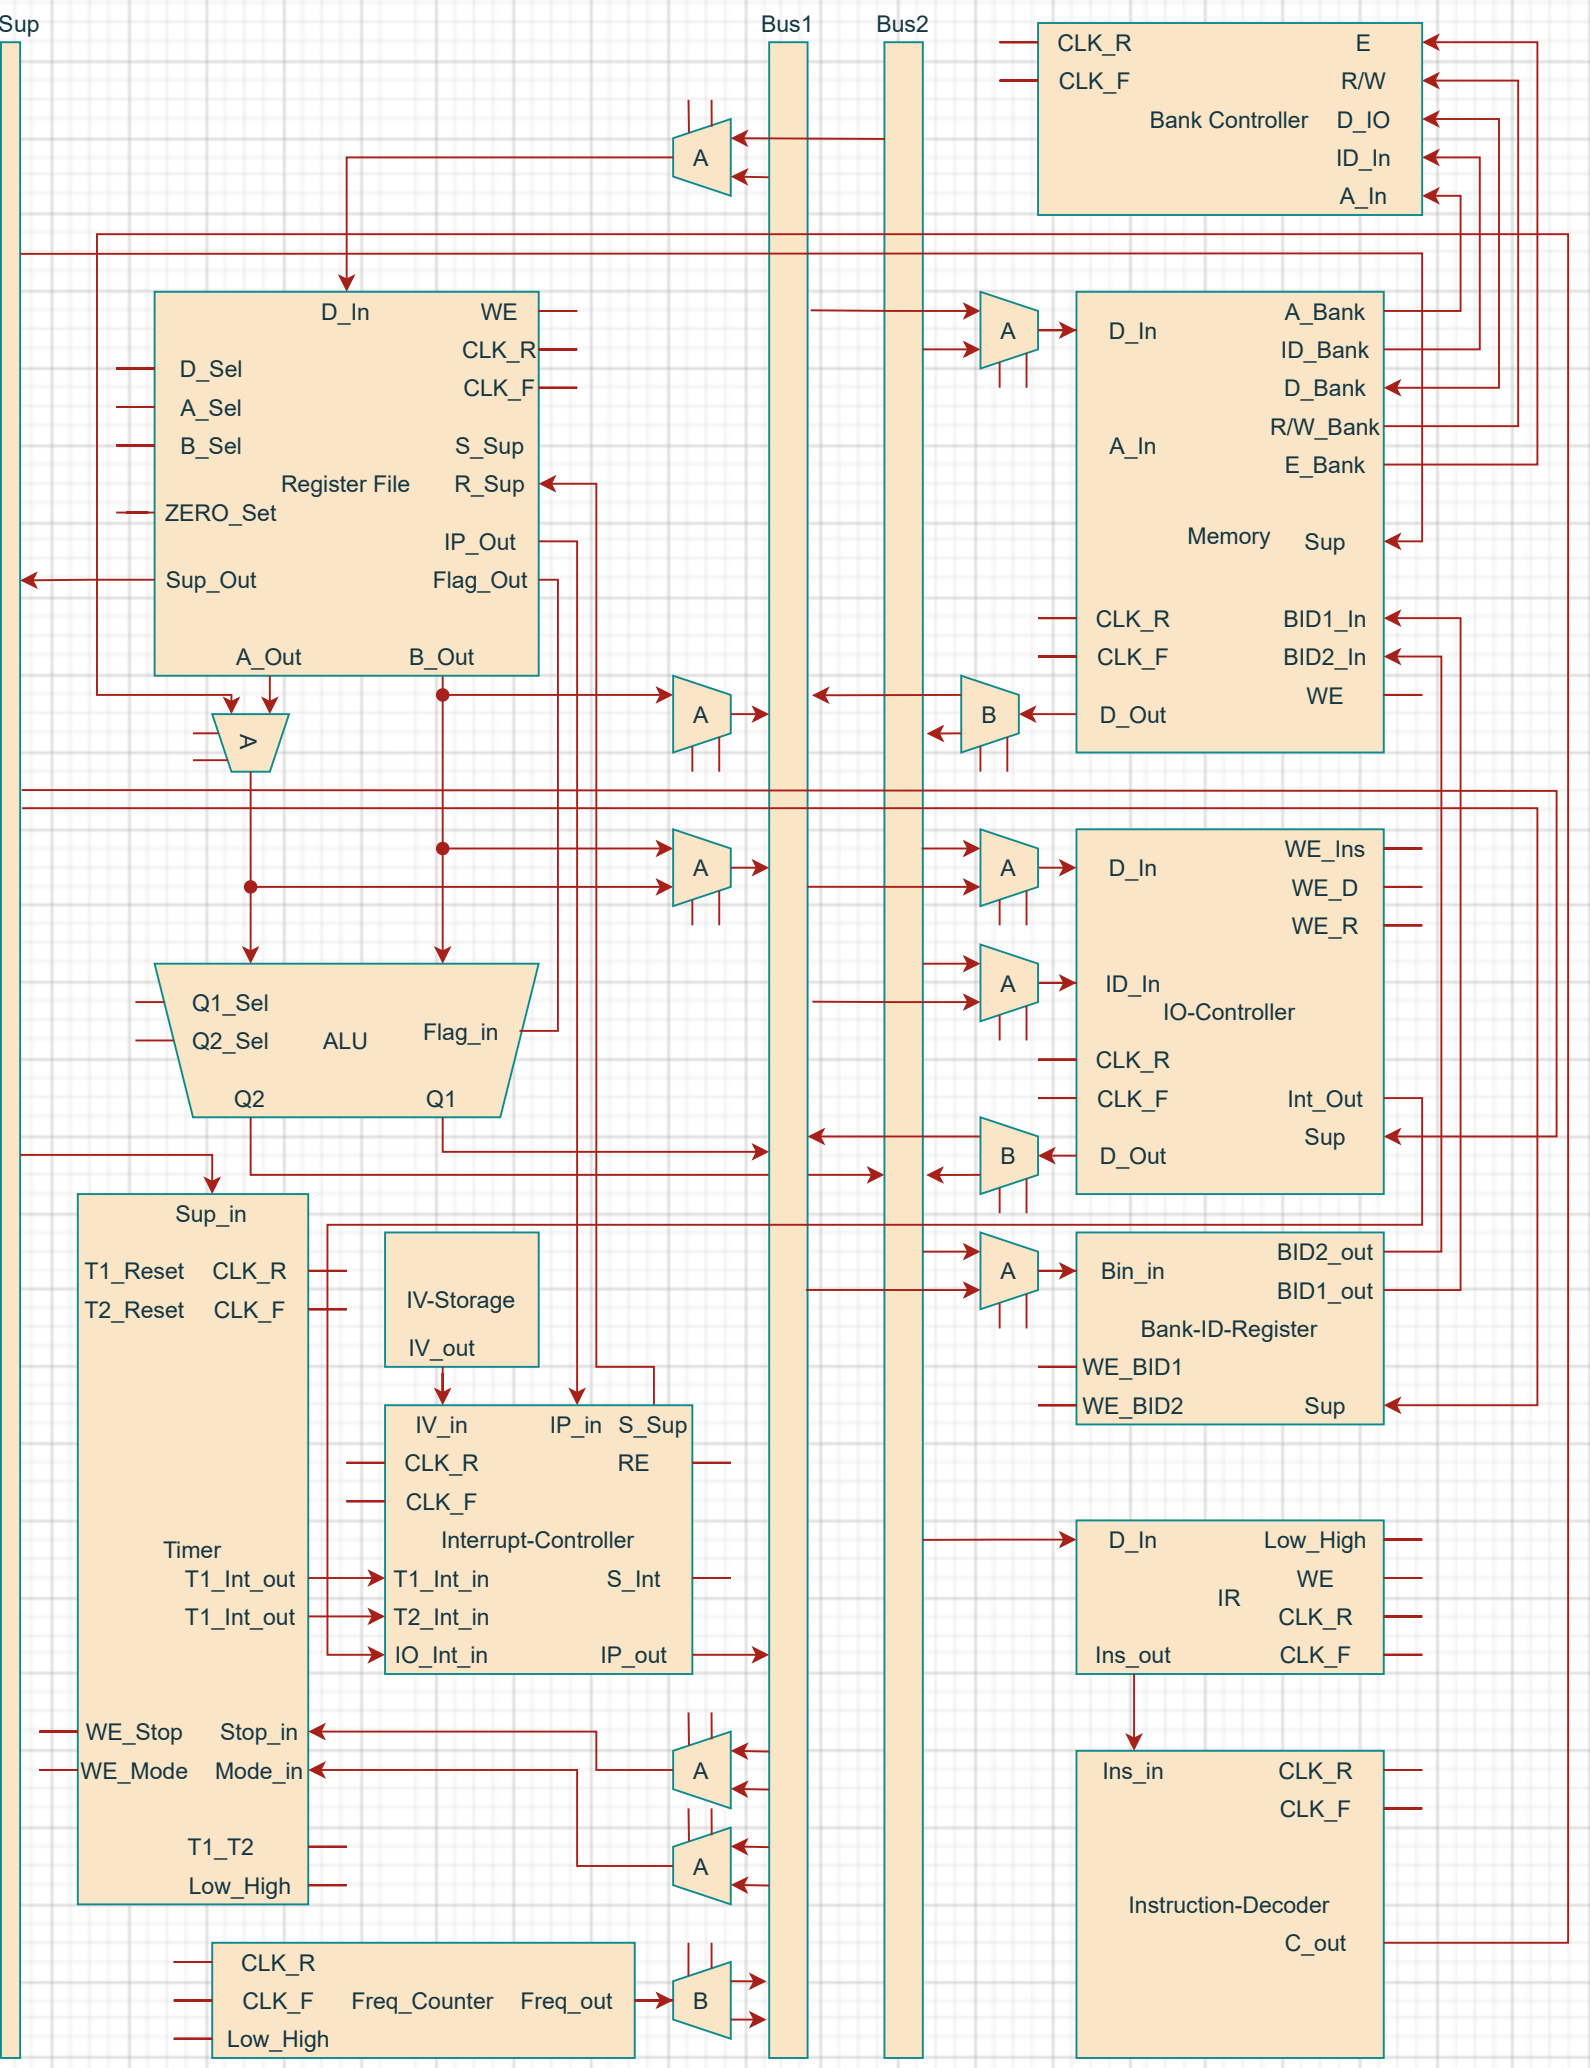 Sup
Bus1
Bus2
CLK_R
E
CLK_F
R/W
Bank Controller
D_IO
ID_In
A_In
A
D_In
WE
CLK_R
CLK_F
D_Sel
A_Sel
B_Sel
S_Sup
Register File
R_Sup
ZERO_Set
IP_Out
Sup_Out
Flag_Out
A_Out
B_Out
A
D_In
A_Bank
ID_Bank
D_Bank
R/W_Bank
A_In
E_Bank
Memory
Sup
CLK_R
BID1_In
CLK_F
BID2_In
WE
D_Out
B
A
A
A
A
D_In
WE_Ins
WE_D
WE_R
A
ID_In
IO-Controller
CLK_R
CLK_F
Int_Out
Sup
B
D_Out
Q1_Sel
Q2_Sel
ALU
Flag_in
Q2
Q1
Sup_in
T1_Reset
CLK_R
T2_Reset
CLK_F
Timer
T1_Int_out
T1_Int_out
WE_Stop
Stop_in
WE_Mode
Mode_in
T1_T2
Low_High
IV-Storage
IV_out
IV_in
IP_in
S_Sup
CLK_R
RE
CLK_F
Interrupt-Controller
T1_Int_in
S_Int
T2_Int_in
IO_Int_in
IP_out
A
Bin_in
BID2_out
BID1_out
Bank-ID-Register
WE_BID1
WE_BID2
Sup
D_In
Low_High
WE
IR
CLK_R
Ins_out
CLK_F
A
A
Ins_in
CLK_R
CLK_F
Instruction-Decoder
C_out
CLK_R
CLK_F
Freq_Counter
Freq_out
B
Low_High